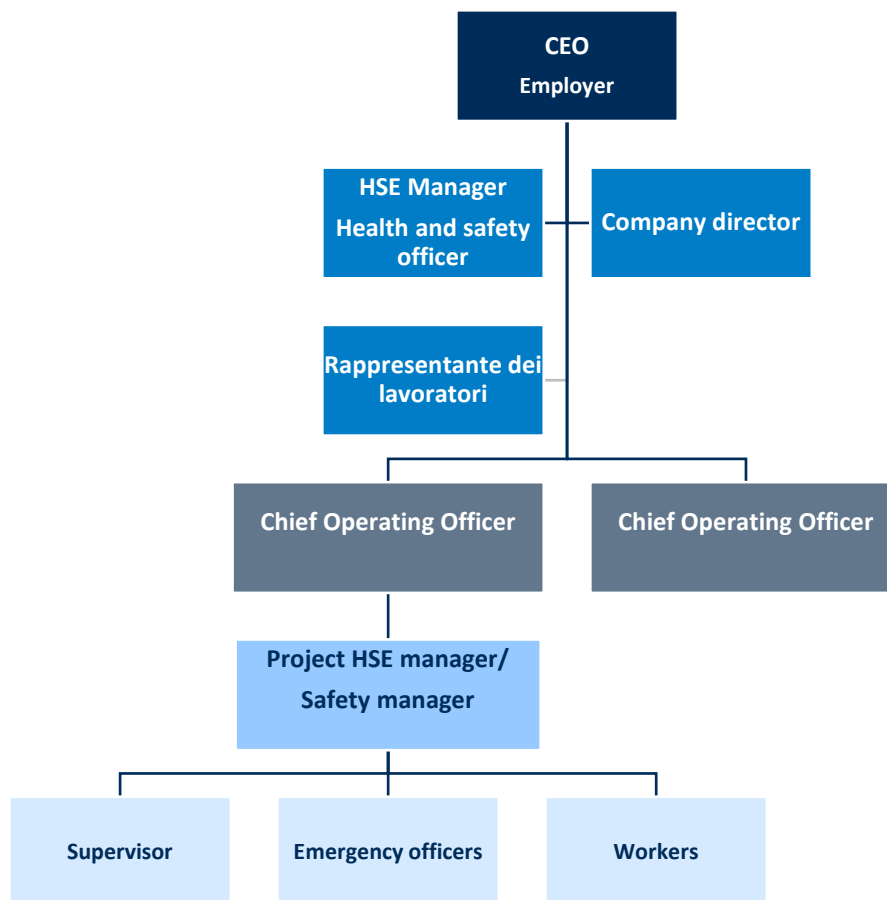 CEO
Employer
HSE Manager
Health and safety
officer
Company director
Rappresentante dei
lavoratori
Chief Operating Officer
Chief Operating Officer
Project HSE manager/
Safety manager
Supervisor
Emergency officers
Workers